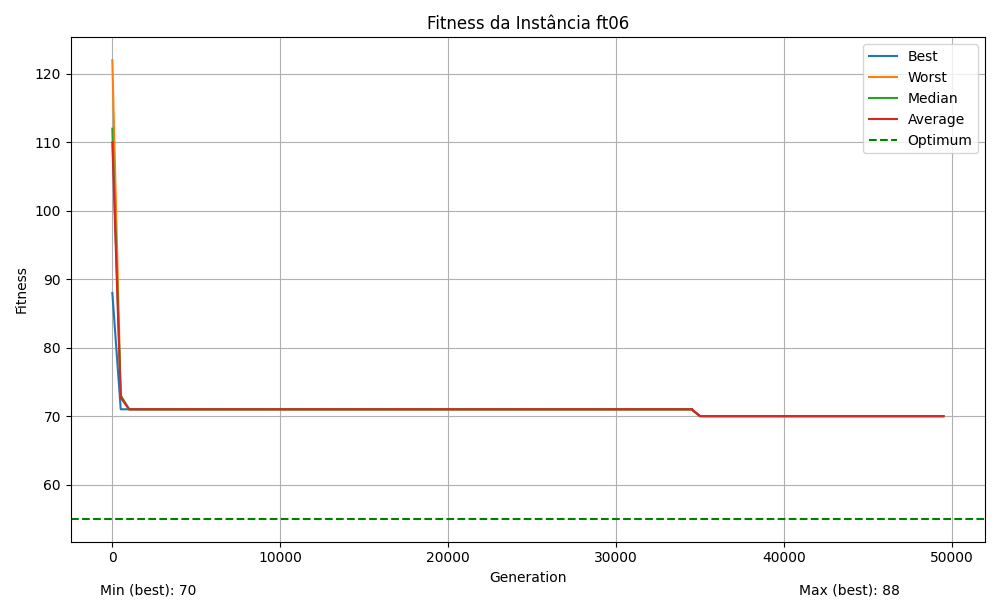 Fitness da Instância ft06
Best
Worst
Median
Average
Optimum
Fitness
120
110
100
90
80
70
60
0
10000
20000
30000
40000
50000
Generation
Min (best): 70
Max (best): 88